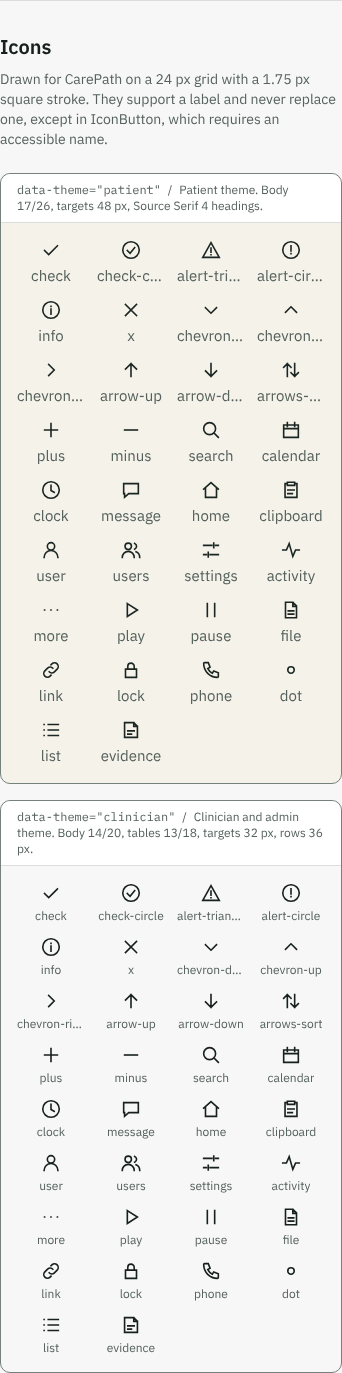 Icons
Drawn for CarePath on a 24 px grid with a 1.75 px
square stroke. They support a label and never replace
one, except in IconButton, which requires an
accessible name.
data-theme="patient" / Patient theme. Body
17/26, targets 48 px, Source Serif 4 headings.
check check-c... alert-tri... alert-cir...
info x chevron... chevron...
chevron... arrow-up arrow-d... arrows-...
plus minus search calendar
clock message home clipboard
user users settings activity
more play pause file
link lock phone dot
list evidence
data-theme="clinician" / Clinician and admin
theme. Body 14/20, tables 13/18, targets 32 px, rows 36
px.
check check-circle alert-trian... alert-circle
info x chevron-d... chevron-up
chevron-ri... arrow-up arrow-down arrows-sort
plus minus search calendar
clock message home clipboard
user users settings activity
more play pause file
link lock phone dot
list evidence